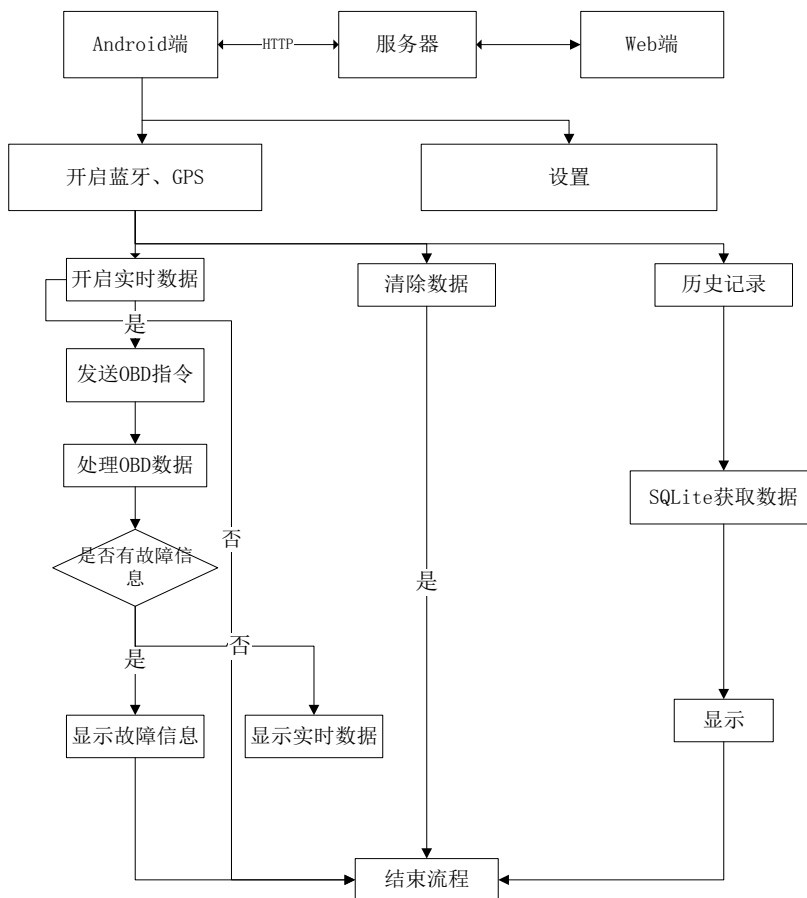 Android端
HTTP
服务器
Web端
开启蓝牙、GPS
设置
开启实时数据
清除数据
历史记录
是
发送OBD指令
处理OBD数据
SQLite获取数据
否
是否有故障信
息
是
否
是
显示故障信息
显示实时数据
显示
结束流程